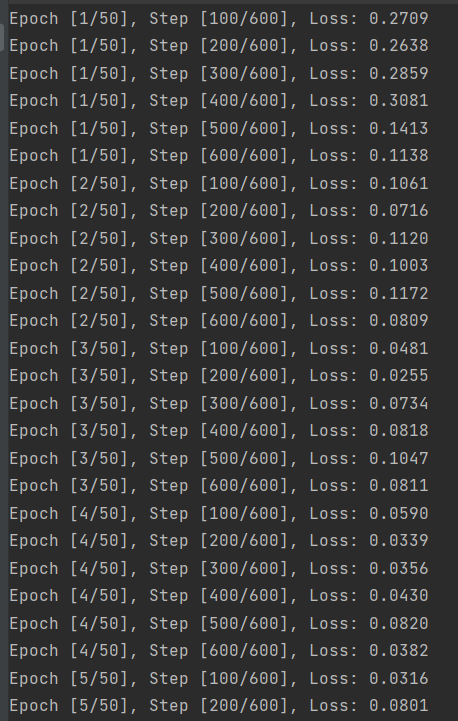 Epoch [1/50], Step [100/600], Loss: 0.2709
Epoch [1/50], Step [200/600], Loss: 0.2638
Epoch [1/50], Step [300/600], Loss: 0.2859
Epoch [1/50], Step [400/600], Loss: 0.3081
Epoch [1/50], Step [500/600], Loss: 0.1413
Epoch [1/50], Step [600/600], Loss: 0.1138
Epoch [2/50], Step [100/600], Loss: 0.1061
Epoch [2/50], Step [200/600], Loss: 0.0716
Epoch [2/50], Step [300/600], Loss: 0.1120
Epoch [2/50], Step [400/600], Loss: 0.1003
Epoch [2/50], Step [500/600], Loss: 0.1172
Epoch [2/50], Step [600/600], Loss: 0.0809
Epoch [3/50], Step [100/600], Loss: 0.0481
Epoch [3/50], Step [200/600], Loss: 0.0255
Epoch [3/50], Step [300/600], Loss: 0.0734
Epoch [3/50], Step [400/600], Loss: 0.0818
Epoch [3/50], Step [500/600], Loss: 0.1047
Epoch [3/50], Step [600/600], Loss: 0.0811
Epoch [4/50], Step [100/600], Loss: 0.0590
Epoch [4/50], Step [200/600], Loss: 0.0339
Epoch [4/50], Step [300/600], Loss: 0.0356
Epoch [4/50], Step [400/600], Loss: 0.0430
Epoch [4/50], Step [500/600], Loss: 0.0820
Epoch [4/50], Step [600/600], Loss: 0.0382
Epoch [5/50], Step [100/600], Loss: 0.0316
Epoch [5/50], Step [200/600], Loss: 0.0801